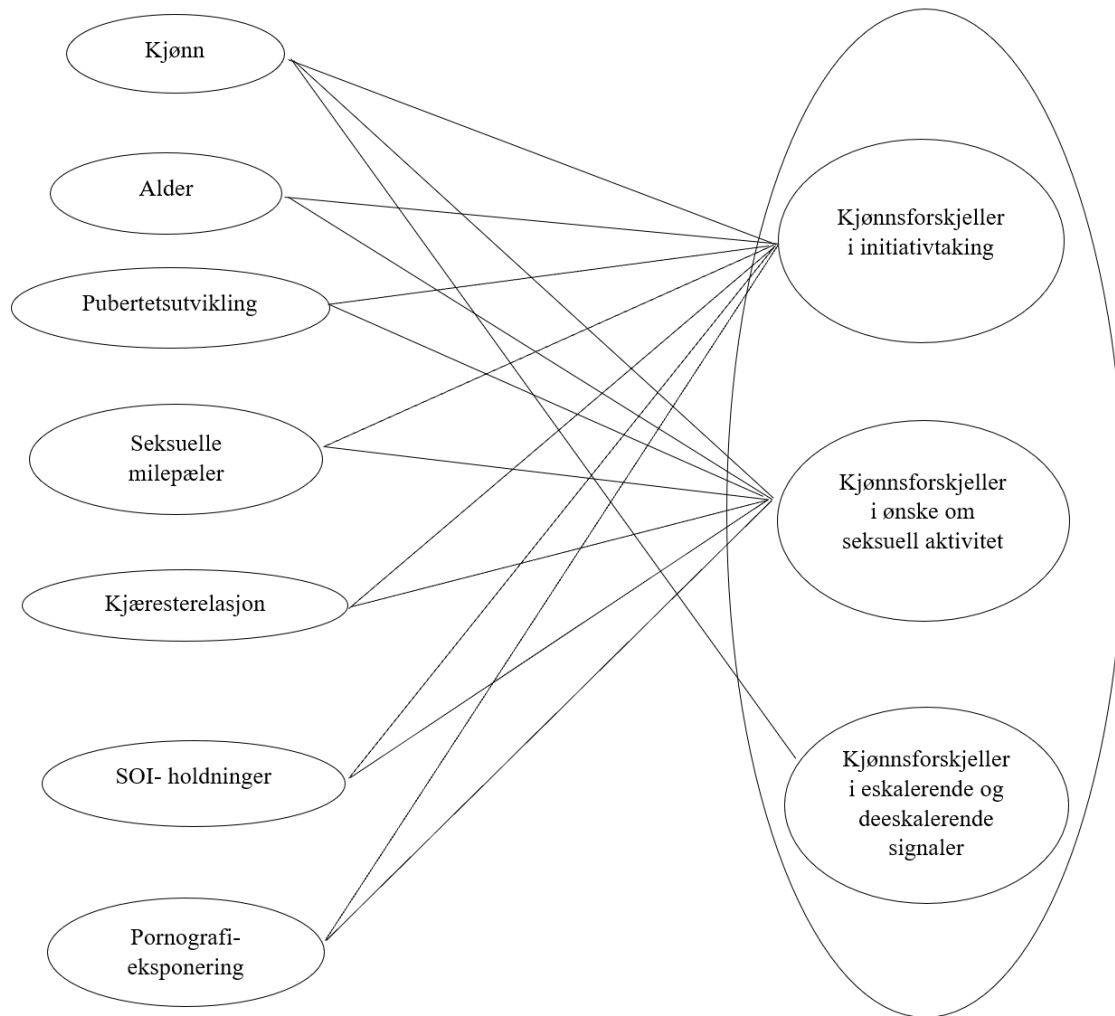 Kjønn
Alder
Pubertetsutvikling
Seksuelle
milepæler
Kjæresterelasjon
SOI- holdninger
Pornografi-
eksponering
Kjønnsforskjeller
i initiativtaking
Kjønnsforskjeller
i ønske om
seksuell aktivitet
Kjønnsforskjeller
i eskalerende og
deeskalerende
signaler